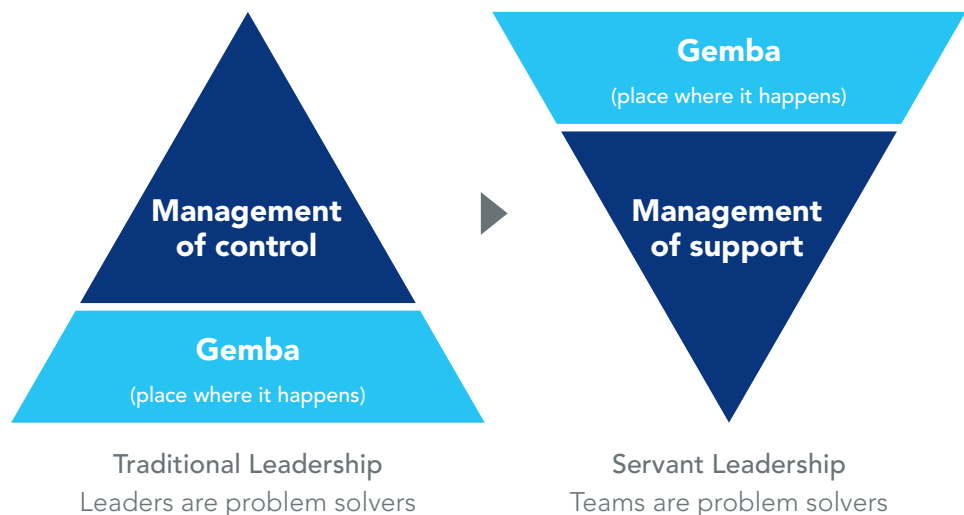 Management
of control
Gemba
(place where it happens)
Traditional Leadership
Leaders are problem solvers
Gemba
(place where it happens)
Management
of support
Servant Leadership
Teams are problem solvers